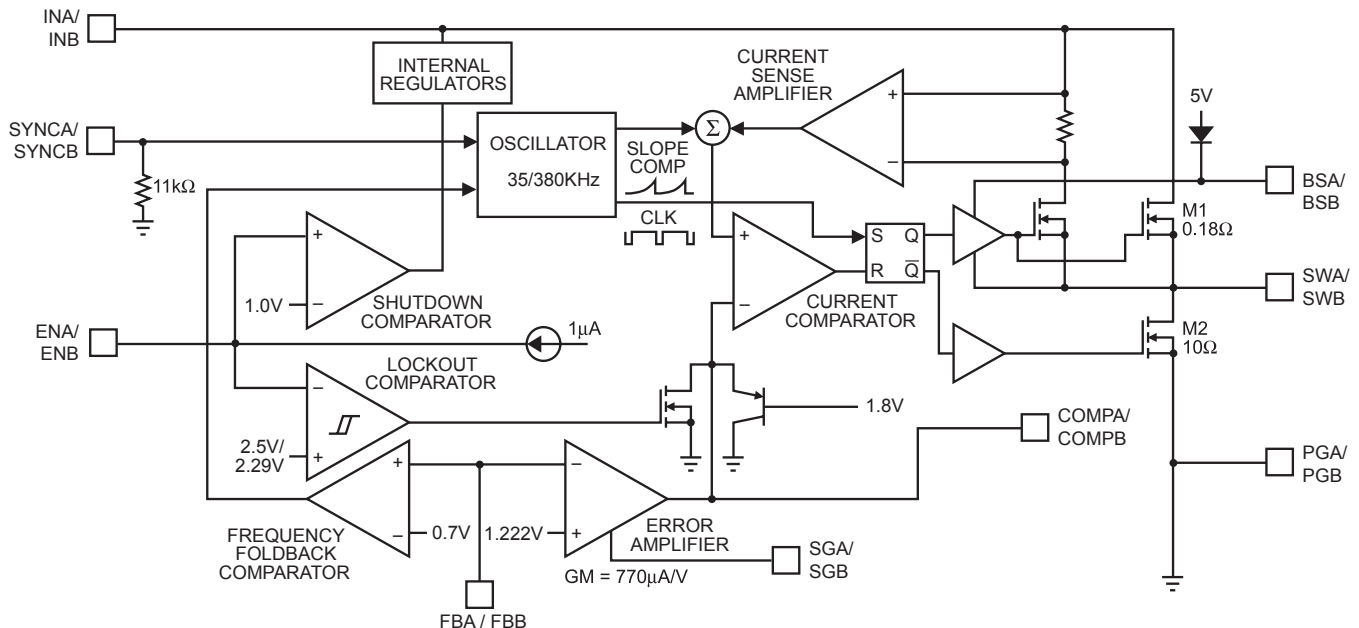 INA/
INB
INTERNAL
REGULATORS
CURRENT
SENSE
AMPLIFIER
+
−
5V
SYNCA/
SYNCB
11kΩ
OSCILLATOR
35/380KHz
Σ
SLOPE
COMP
CLK
BSA/
BSB
M1
0.18Ω
+
−
1.0V
SHUTDOWN
COMPARATOR
+
−
CURRENT
COMPARATOR
S Q
R Q̅
SWA/
SWB
M2
10Ω
ENA/
ENB
1µA
LOCKOUT
COMPARATOR
−
+
2.5V/
2.29V
1.8V
COMPA/
COMPB
PGA/
PGB
+
−
0.7V
FREQUENCY
FOLDBACK
COMPARATOR
−
+
1.222V
ERROR
AMPLIFIER
GM = 770µA/V
SGA/
SGB
FBA / FBB